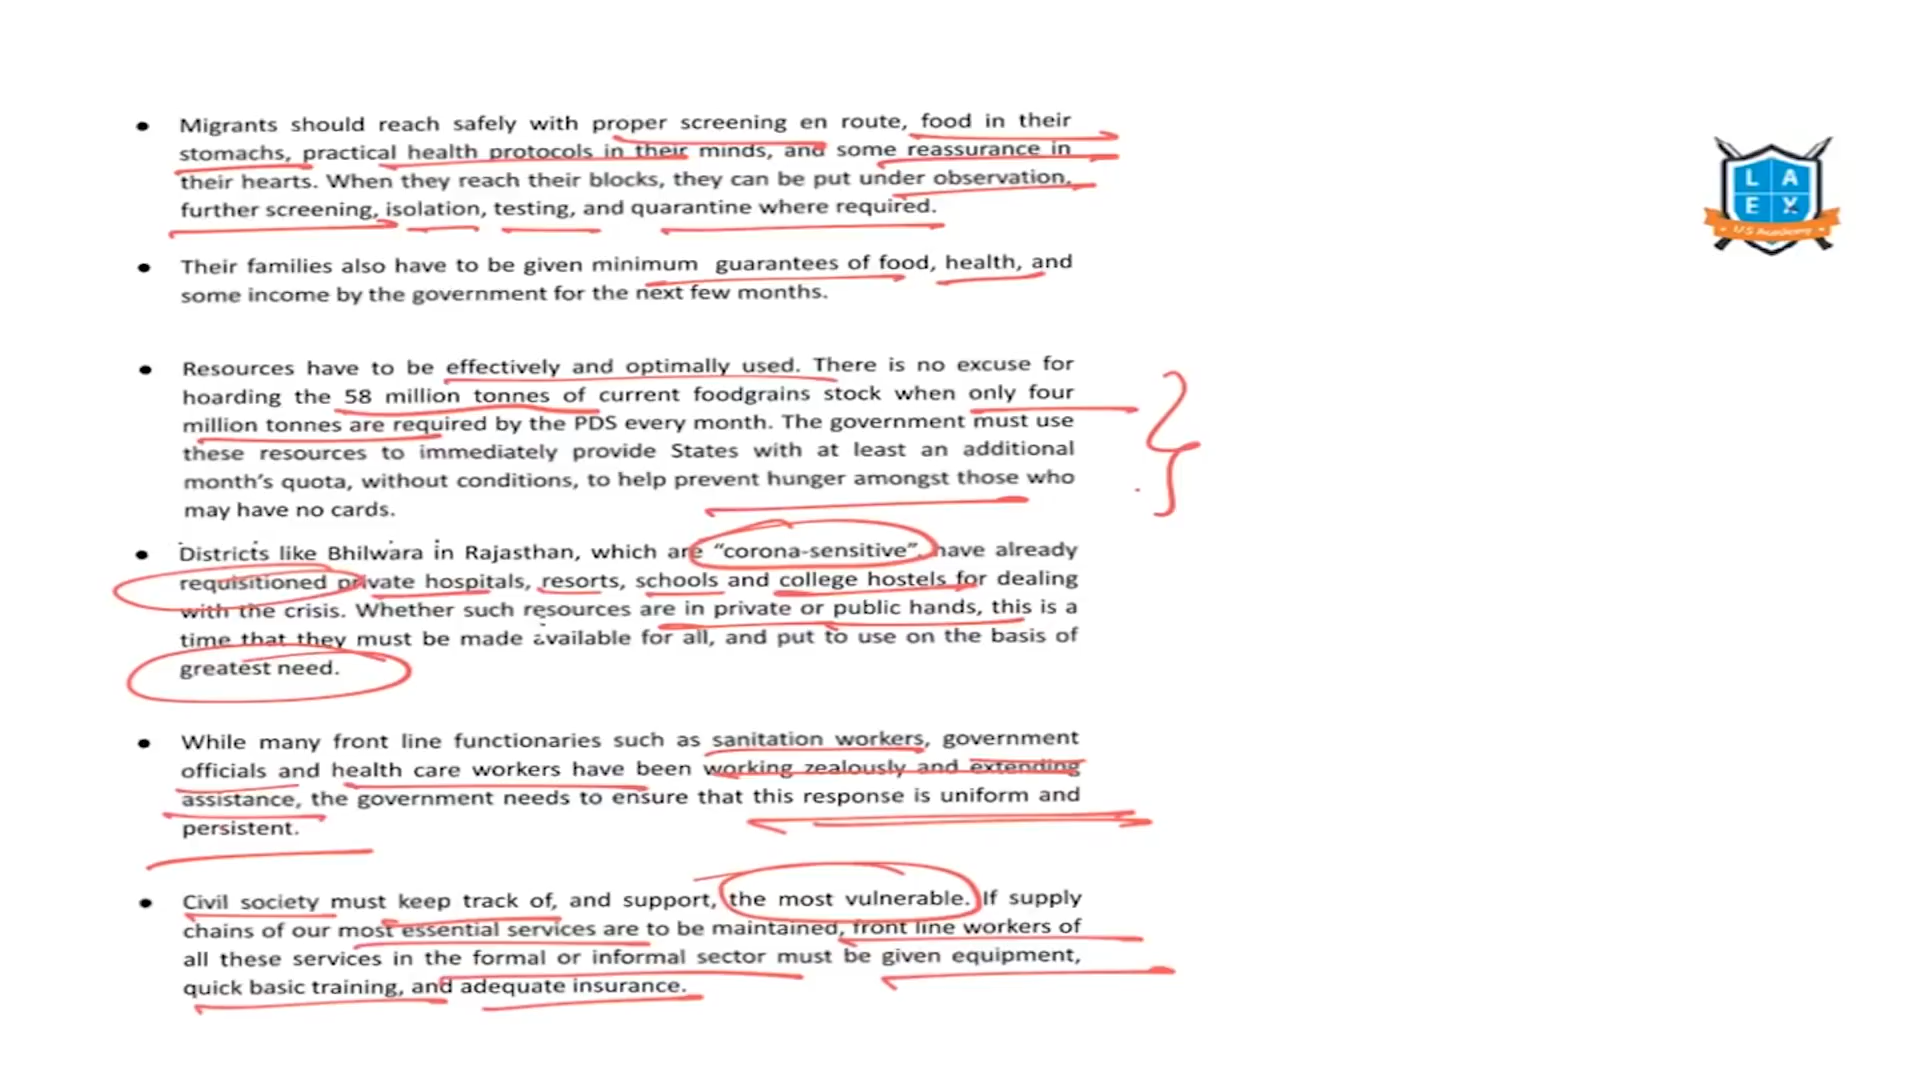 Migrants should reach safely with proper screening en route, food in their
stomachs, practical health protocols in their minds, and some reassurance in
their hearts. When they reach their blocks, they can be put under observation,
further screening, isolation, testing, and quarantine where required.
Their families also have to be given minimum guarantees of food, health, and
some income by the government for the next few months.
Resources have to be effectively and optimally used. There is no excuse for
hoarding the 58 million tonnes of current foodgrains stock when only four
million tonnes are required by the PDS every month. The government must use
these resources to immediately provide States with at least an additional
month's quota, without conditions, to help prevent hunger amongst those who
may have no cards.
Districts like Bhilwara in Rajasthan, which are "corona-sensitive", have already
requisitioned private hospitals, resorts, schools and college hostels for dealing
with the crisis. Whether such resources are in private or public hands, this is a
time that they must be made available for all, and put to use on the basis of
greatest need.
While many front line functionaries such as sanitation workers, government
officials and health care workers have been working zealously and extending
assistance, the government needs to ensure that this response is uniform and
persistent.
Civil society must keep track of, and support, the most vulnerable. If supply
chains of our most essential services are to be maintained, front line workers of
all these services in the formal or informal sector must be given equipment,
quick basic training, and adequate insurance.
L A
E X
IAS Academy